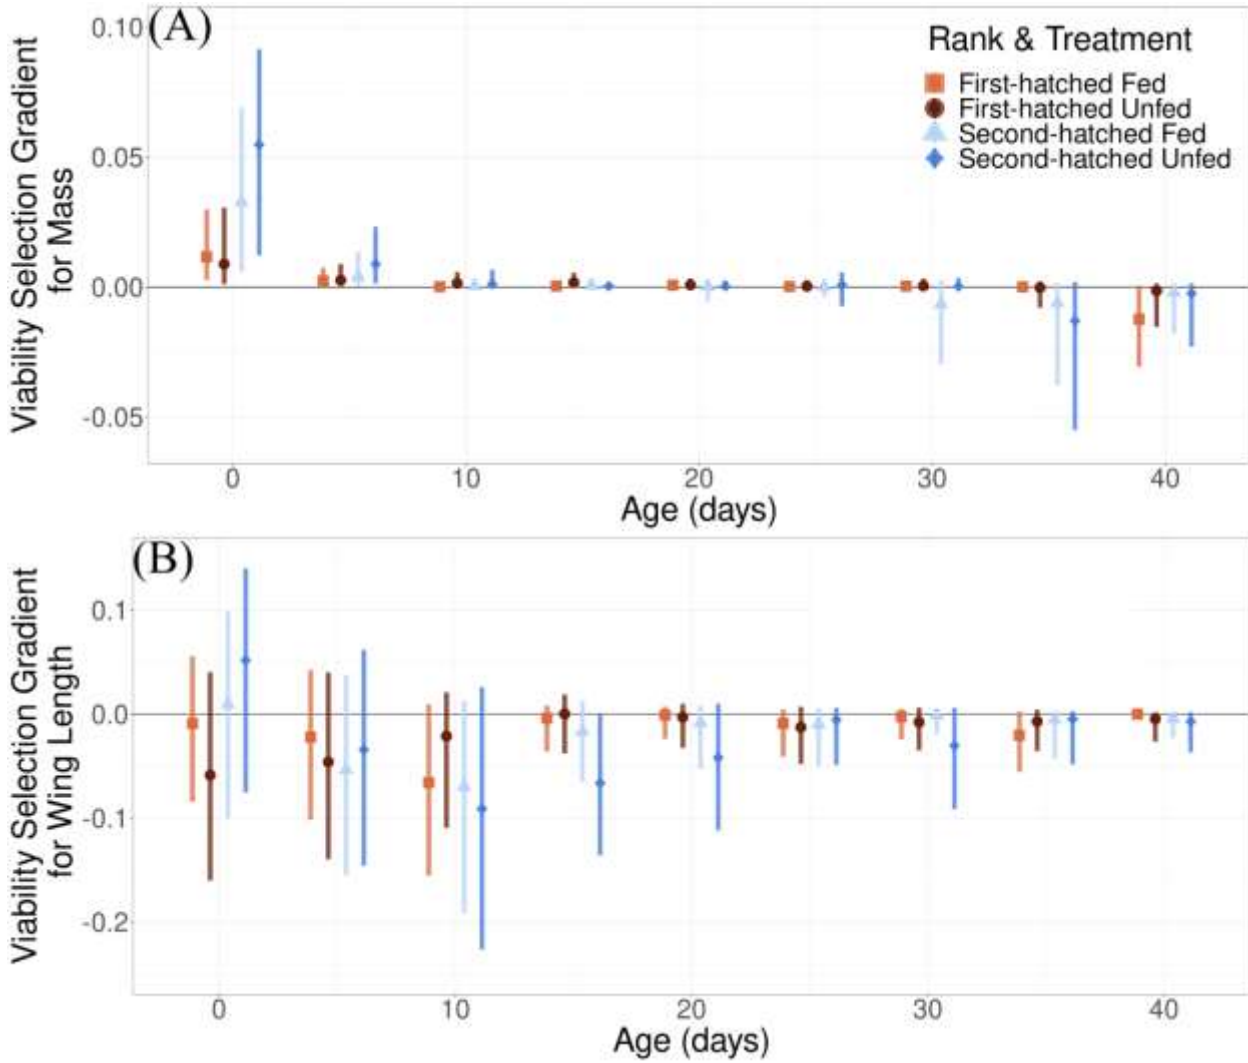 (A)
Viability Selection Gradient
for Mass
0.10
0.05
0.00
-0.05
Rank & Treatment
First-hatched Fed
First-hatched Unfed
Second-hatched Fed
Second-hatched Unfed
0 10 20 30 40
Age (days)
(B)
Viability Selection Gradient
for Wing Length
0.1
0.0
-0.1
-0.2
0 10 20 30 40
Age (days)